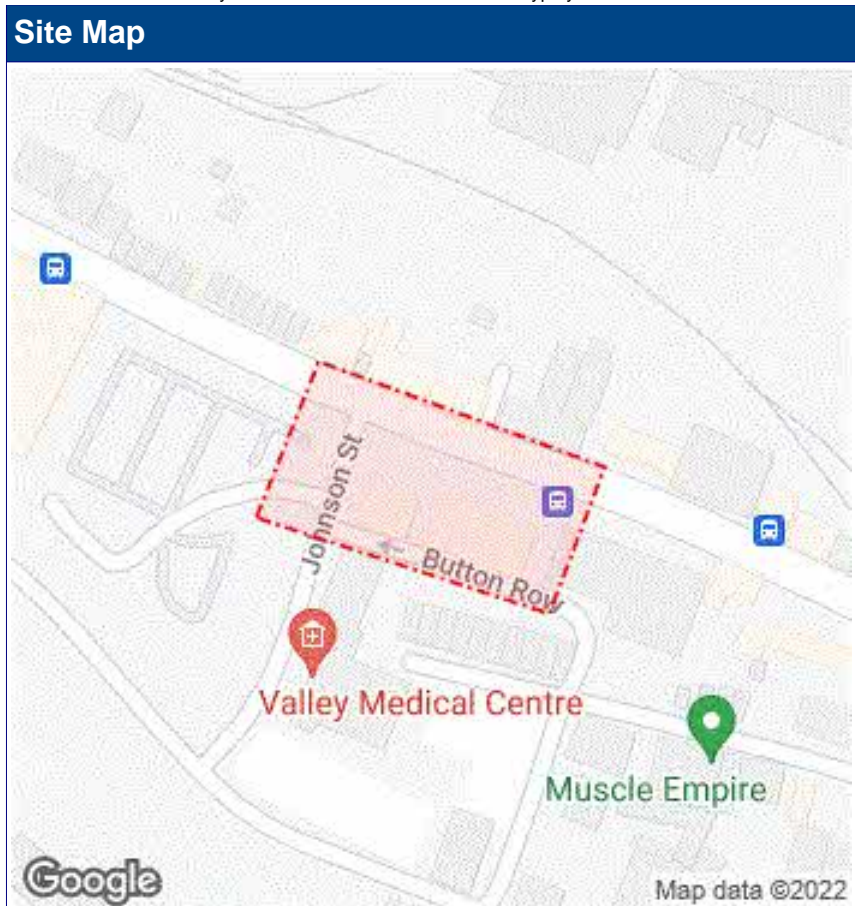 Site Map
Johnson St
Button Row
Valley Medical Centre
Muscle Empire
Google
Map data ©2022